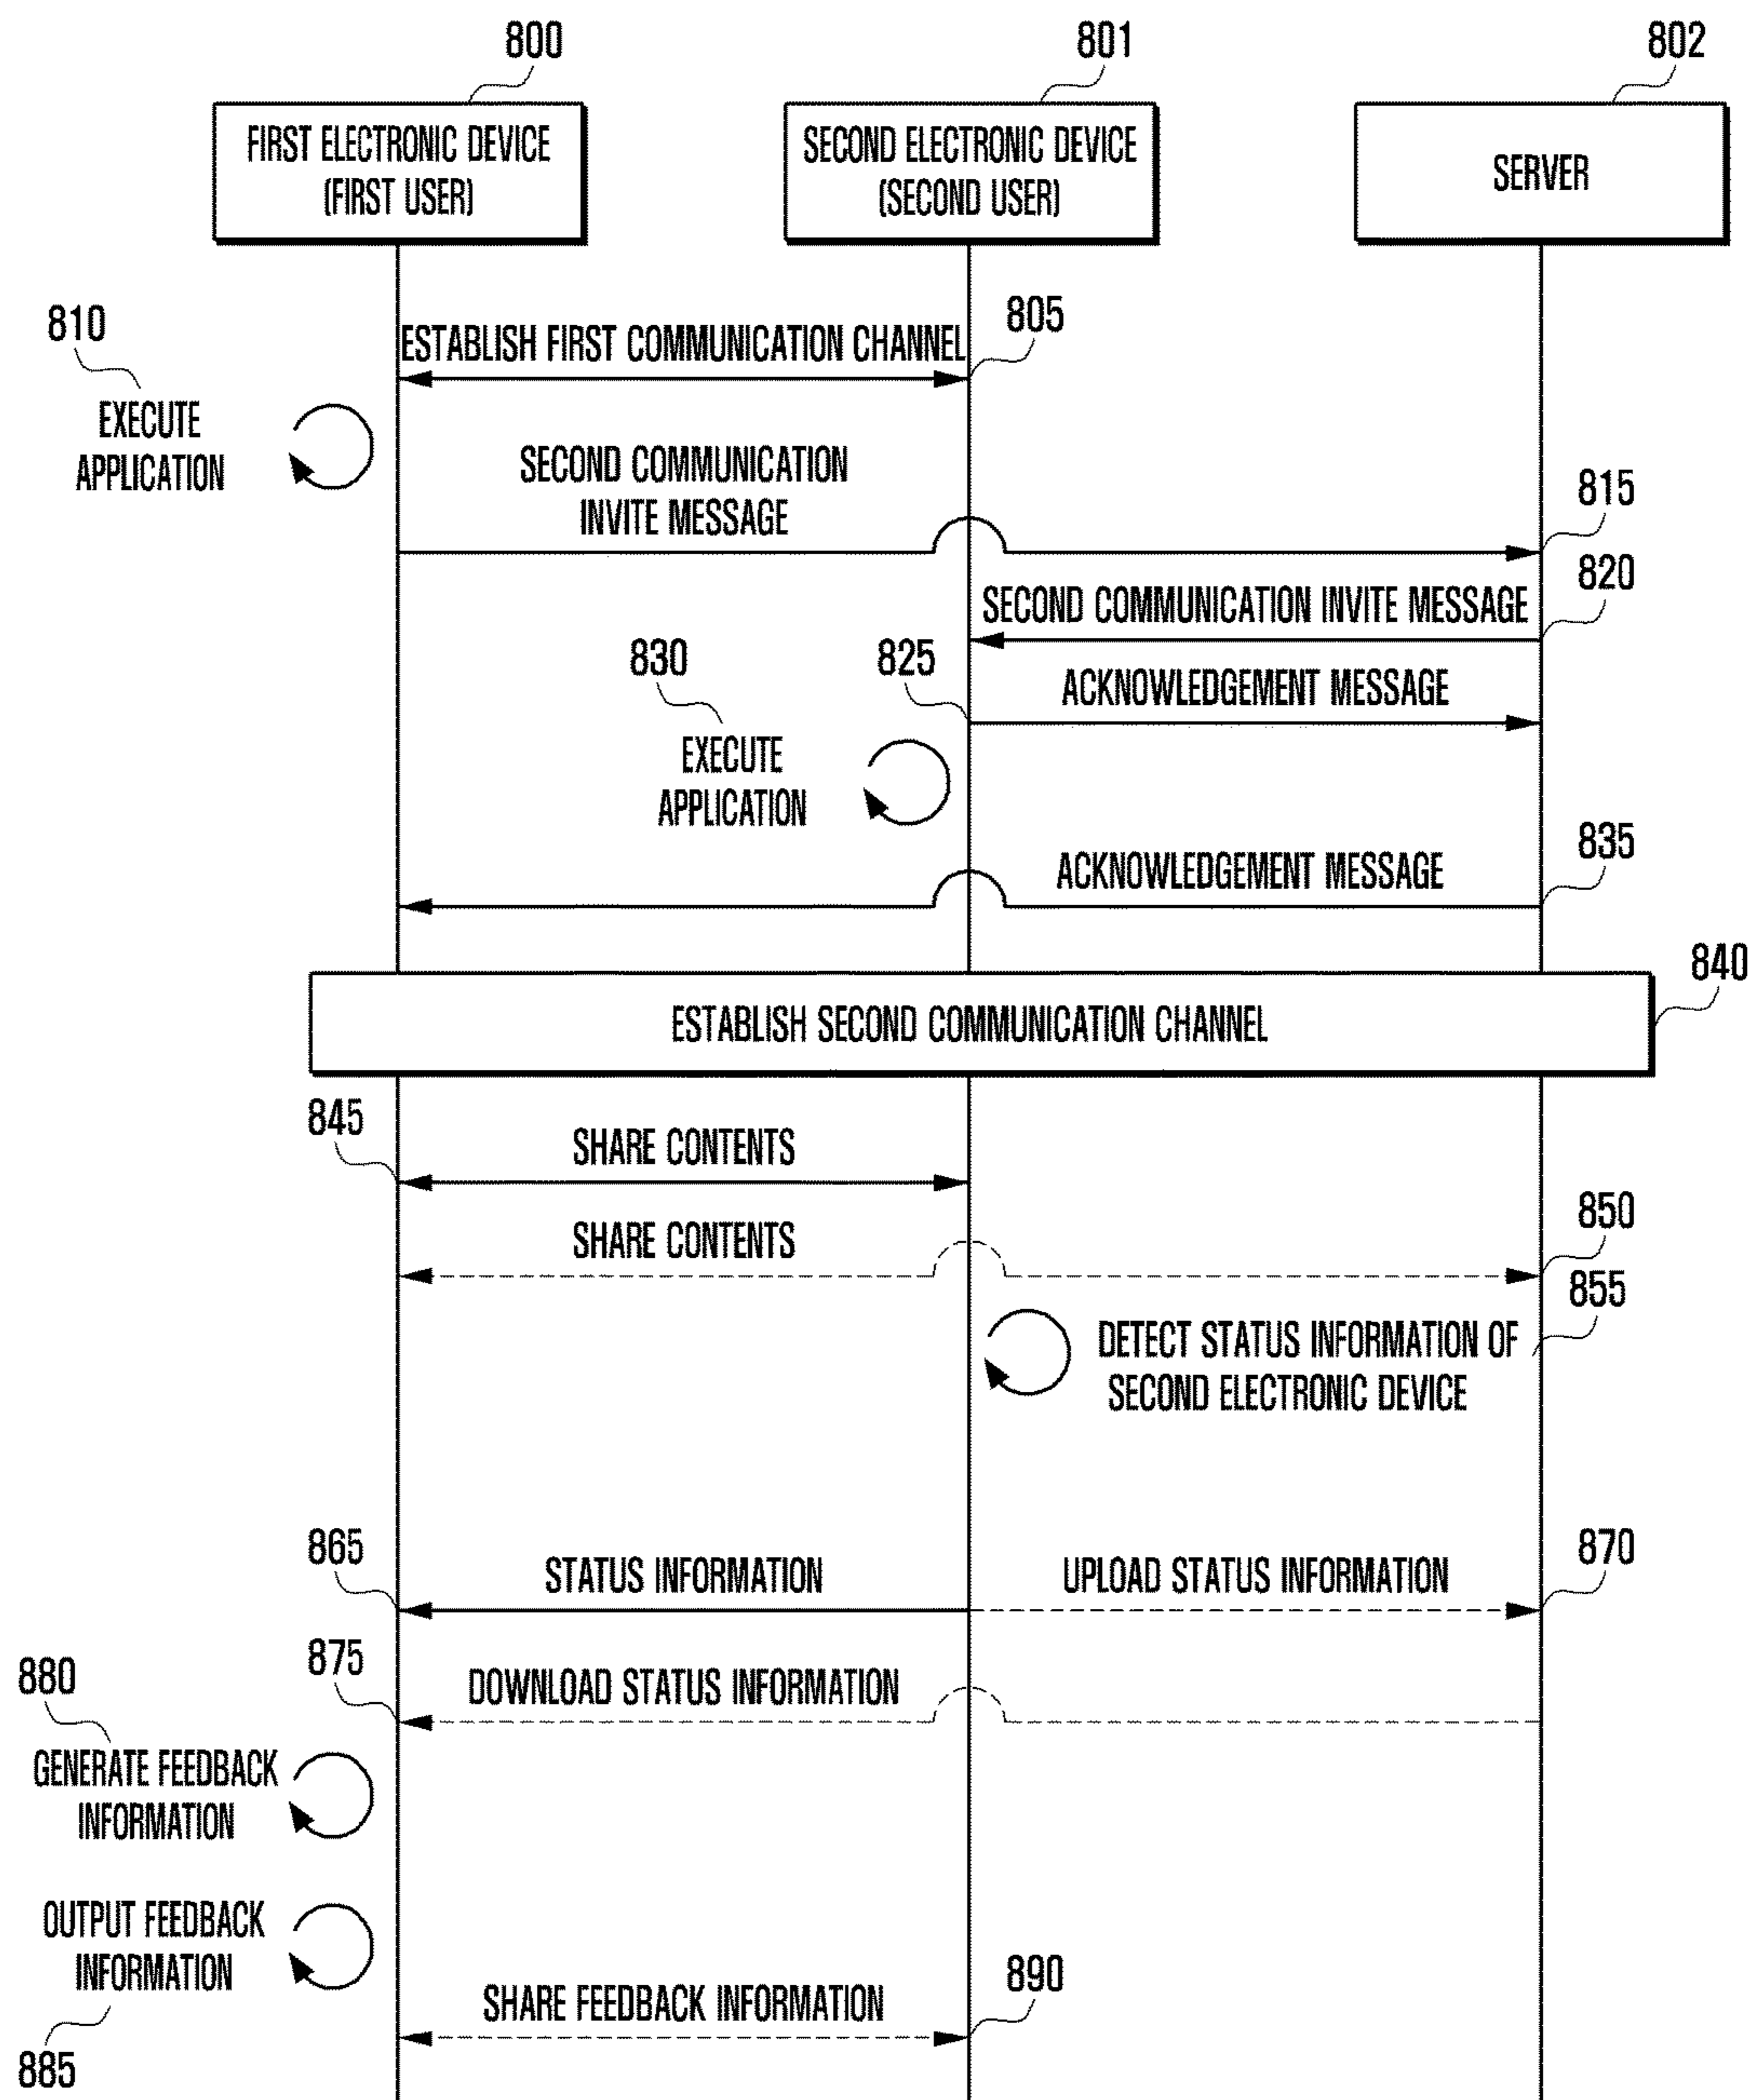 800
801
802
FIRST ELECTRONIC DEVICE
(FIRST USER)
SECOND ELECTRONIC DEVICE
(SECOND USER)
SERVER
805
810
ESTABLISH FIRST COMMUNICATION CHANNEL
EXECUTE
APPLICATION
SECOND COMMUNICATION
INVITE MESSAGE
815
820
SECOND COMMUNICATION INVITE MESSAGE
830
825
ACKNOWLEDGEMENT MESSAGE
EXECUTE
APPLICATION
835
ACKNOWLEDGEMENT MESSAGE
840
ESTABLISH SECOND COMMUNICATION CHANNEL
845
SHARE CONTENTS
850
SHARE CONTENTS
855
DETECT STATUS INFORMATION OF
SECOND ELECTRONIC DEVICE
865
STATUS INFORMATION
UPLOAD STATUS INFORMATION
870
875
880
DOWNLOAD STATUS INFORMATION
GENERATE FEEDBACK
INFORMATION
OUTPUT FEEDBACK
INFORMATION
890
SHARE FEEDBACK INFORMATION
885